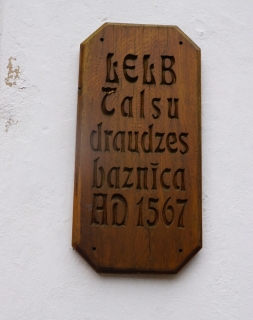 LELB
Talsu
draudzes
baznīca
AD 1567